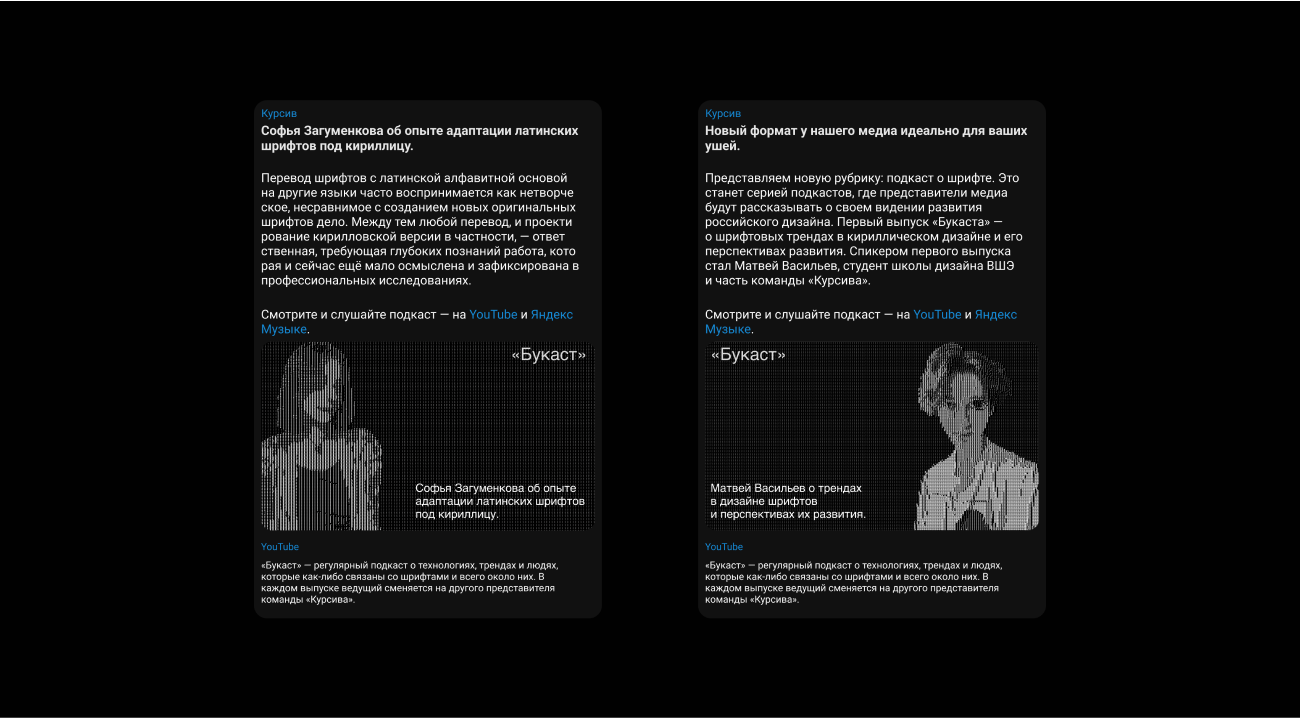 Курсив
Софья Загуменкова об опыте адаптации латинских
шрифтов под кириллицу.
Перевод шрифтов с латинской алфавитной основой
на другие языки часто воспринимается как нетворче
ское, несравнимое с созданием новых оригинальных
шрифтов дело. Между тем любой перевод, и проекти
рование кирилловской версии в частности, — ответ
ственная, требующая глубоких познаний работа, кото
рая и сейчас ещё мало осмыслена и зафиксирована в
профессиональных исследованиях.
Смотрите и слушайте подкаст — на YouTube и Яндекс
Музыке.
«Букаст»
Софья Загуменкова об опыте
адаптации латинских шрифтов
под кириллицу.
YouTube
«Букаст» — регулярный подкаст о технологиях, трендах и людях,
которые как-либо связаны со шрифтами и всего около них. В
каждом выпуске ведущий сменяется на другого представителя
команды «Курсива».
Курсив
Новый формат у нашего медиа идеально для ваших
ушей.
Представляем новую рубрику: подкаст о шрифте. Это
станет серией подкастов, где представители медиа
будут рассказывать о своем видении развития
российского дизайна. Первый выпуск «Букаста» —
о шрифтовых трендах в кириллическом дизайне и его
перспективах развития. Спикером первого выпуска
стал Матвей Васильев, студент школы дизайна ВШЭ
и часть команды «Курсива».
Смотрите и слушайте подкаст — на YouTube и Яндекс
Музыке.
«Букаст»
Матвей Васильев о трендах
в дизайне шрифтов
и перспективах их развития.
YouTube
«Букаст» — регулярный подкаст о технологиях, трендах и людях,
которые как-либо связаны со шрифтами и всего около них. В
каждом выпуске ведущий сменяется на другого представителя
команды «Курсива».